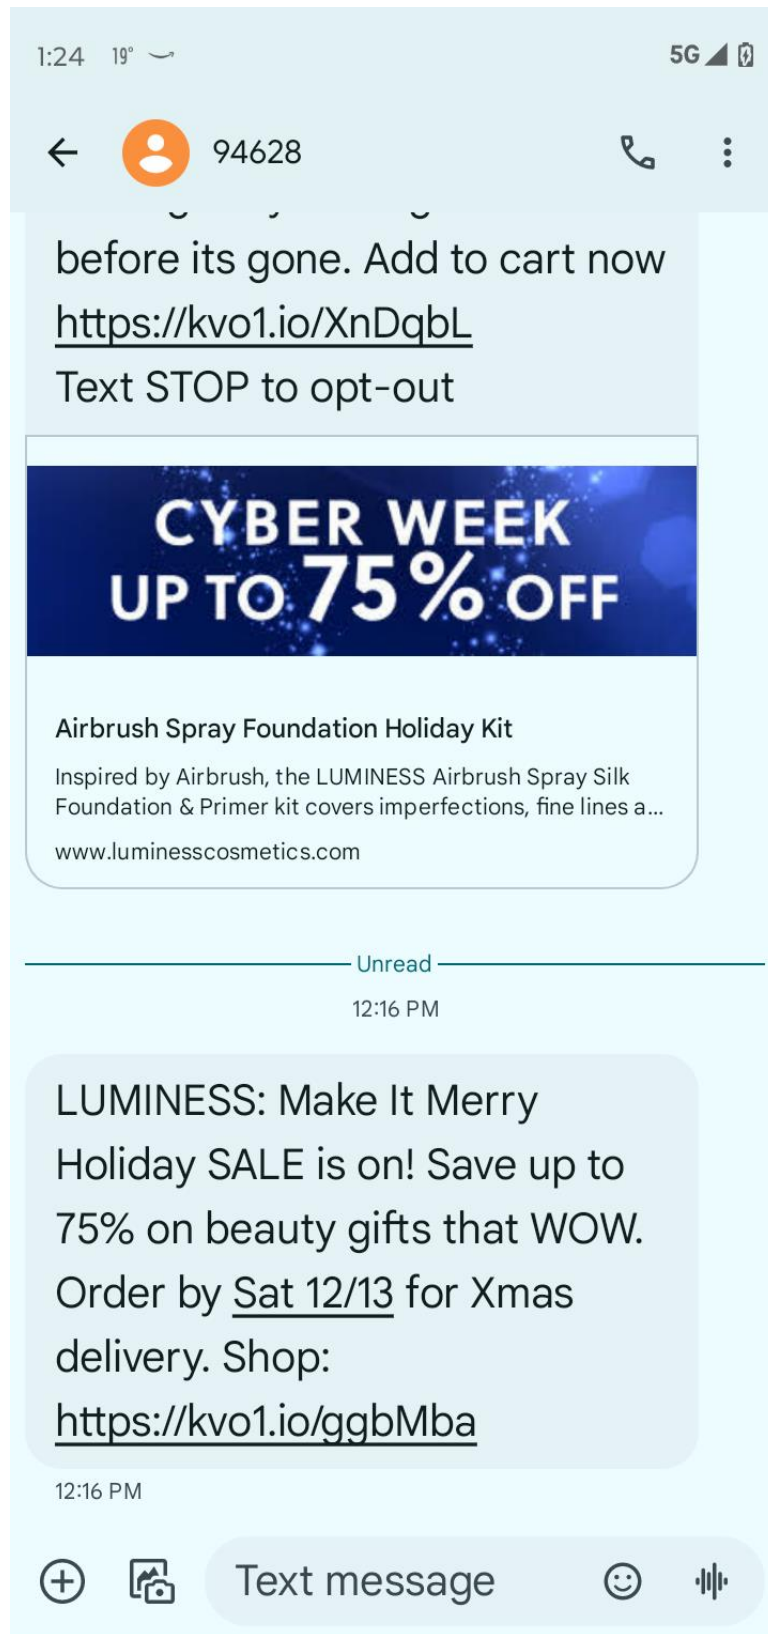 1:24 19°
5G
94628
before its gone. Add to cart now
https://kvo1.io/XnDqbL
Text STOP to opt-out
CYBER WEEK
UP TO 75% OFF
Airbrush Spray Foundation Holiday Kit
Inspired by Airbrush, the LUMINESS Airbrush Spray Silk
Foundation & Primer kit covers imperfections, fine lines a...
www.luminesscosmetics.com
Unread
12:16 PM
LUMINESS: Make It Merry
Holiday SALE is on! Save up to
75% on beauty gifts that WOW.
Order by Sat 12/13 for Xmas
delivery. Shop:
https://kvo1.io/ggbMba
12:16 PM
Text message